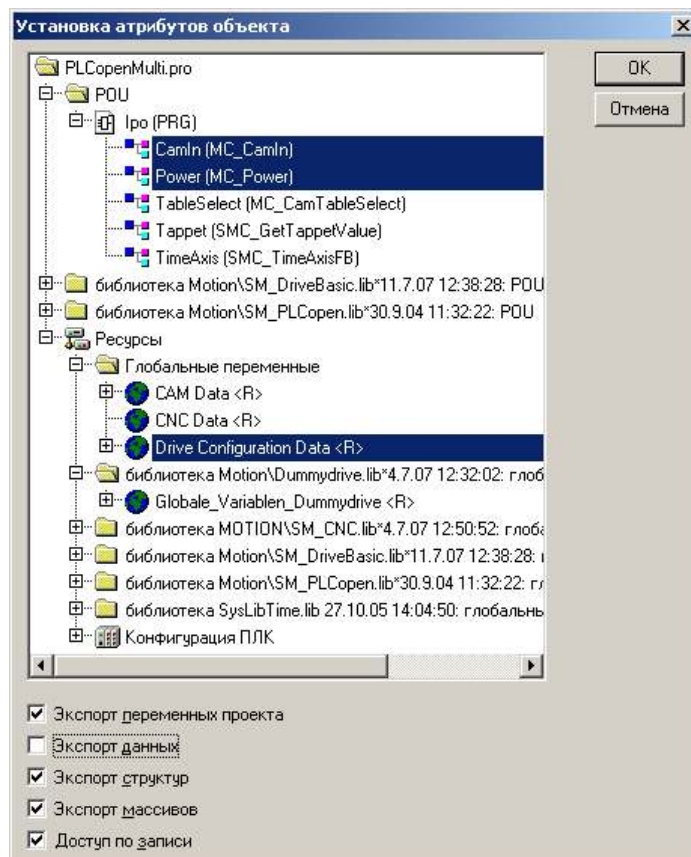 Установка атрибутов объекта
PLCopenMulti.pro
OK
POU
Отмена
Ipo (PRG)
CamIn (MC_CamIn)
Power (MC_Power)
TableSelect (MC_CamTableSelect)
Tappet (SMC_GetTappetValue)
TimeAxis (SMC_TimeAxisFB)
библиотека Motion\SM_DriveBasic.lib*11.7.07 12:38:28: POU
библиотека Motion\SM_PLCopen.lib*30.9.04 11:32:22: POU
Ресурсы
Глобальные переменные
CAM Data <R>
CNC Data <R>
Drive Configuration Data <R>
библиотека Motion\Dummydrive.lib*4.7.07 12:32:02: глоб
Globale_Variablen_Dummydrive <R>
библиотека MOTION\SM_CNC.lib*4.7.07 12:50:52: глоба
библиотека Motion\SM_DriveBasic.lib*11.7.07 12:38:28:
библиотека Motion\SM_PLCopen.lib*30.9.04 11:32:22: гл
библиотека SysLibTime.lib 27.10.05 14:04:50: глобальн
Конфигурация ПЛК
Экспорт переменных проекта
Экспорт данных
Экспорт структур
Экспорт массивов
Доступ по записи